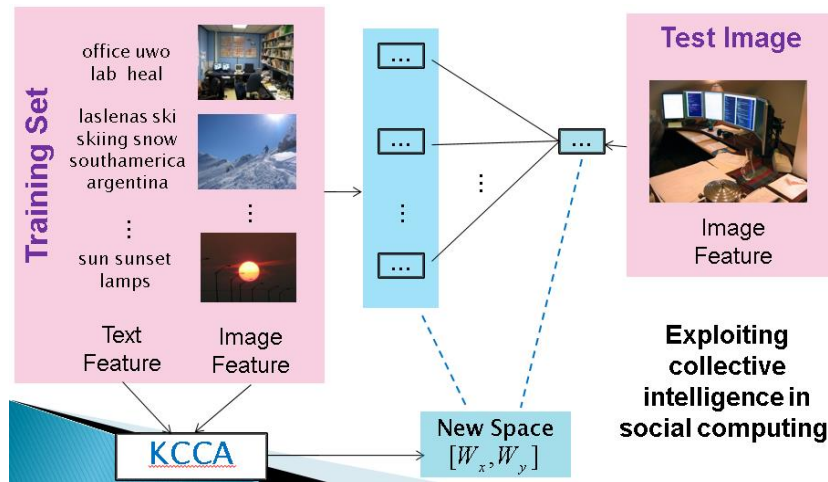 Training Set
office uwo
lab heal
laslenas ski
skiing snow
southamerica
argentina
⋮
⋮
sun sunset
lamps
Text
Feature
Image
Feature
...
...
⋮
...
⋮
...
Test Image
Image
Feature
KCCA
New Space
[W_x, W_y]
Exploiting
collective
intelligence in
social computing